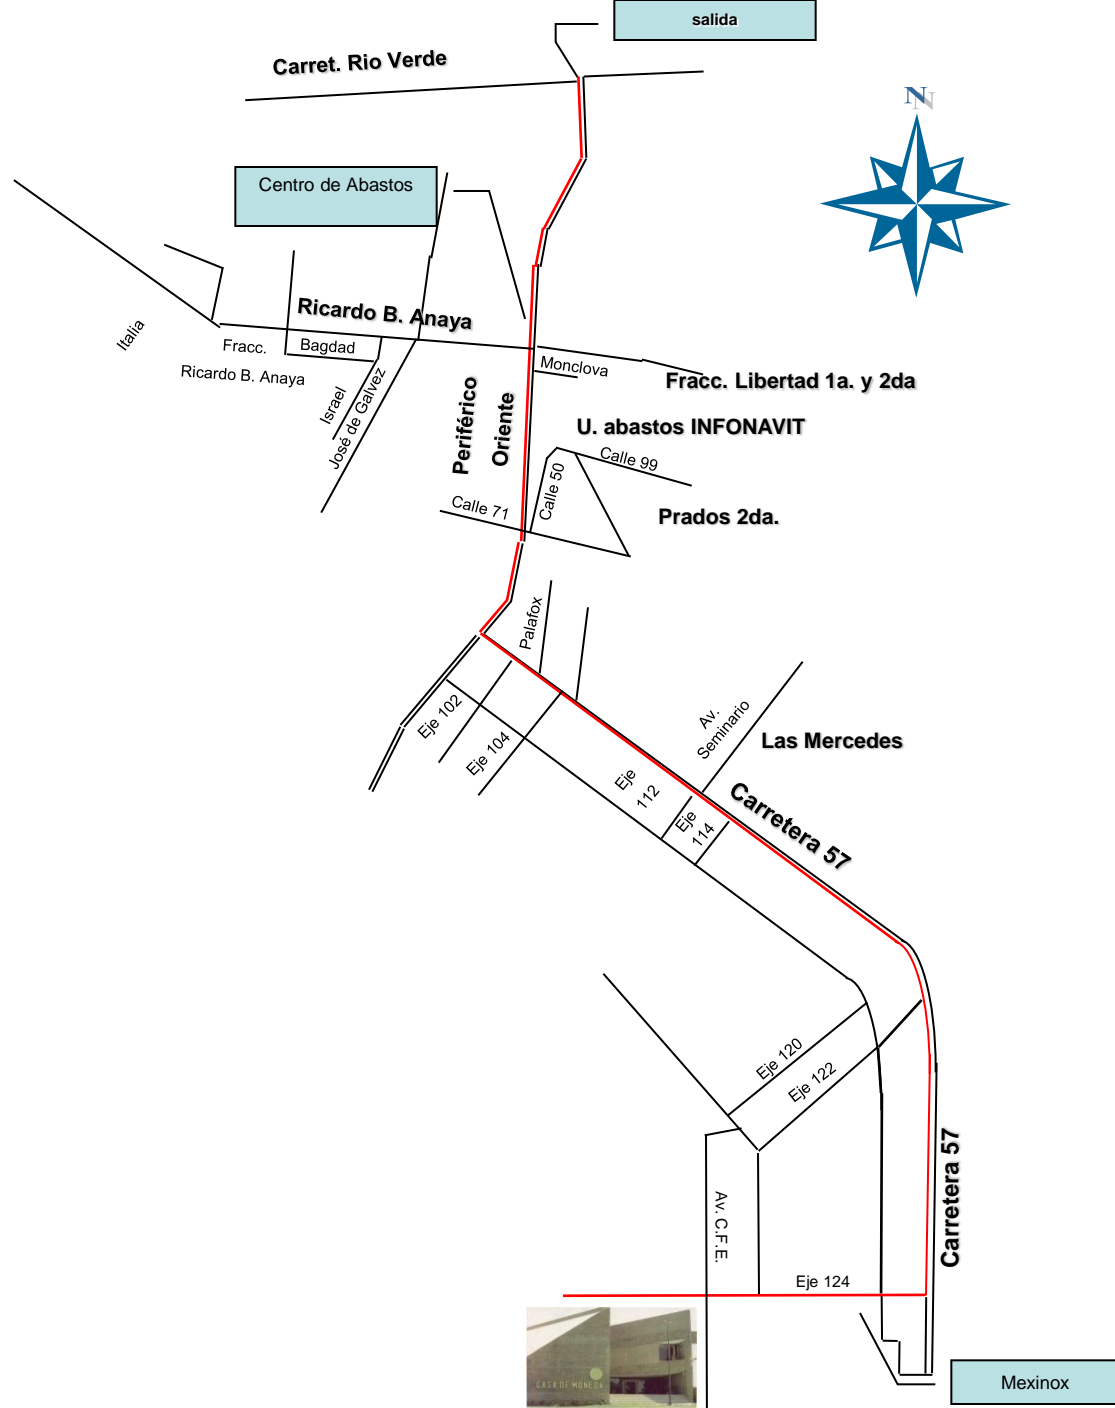 salida
Carret. Rio Verde
N
N
Centro de Abastos
Ricardo B. Anaya
Italia
Fracc.
Ricardo B. Anaya
Bagdad
Israel
José de Galvez
Monclova
Fracc. Libertad 1a. y 2da
Periférico
Oriente
U. abastos INFONAVIT
Calle 99
Calle 50
Calle 71
Prados 2da.
Palafox
Eje 102
Eje 104
Av.
Seminario
Las Mercedes
Eje
112
Eje
114
Carretera 57
Eje 120
Eje 122
Carretera 57
Av. C.F.E.
Eje 124
CASA DE MONEDA
Mexinox